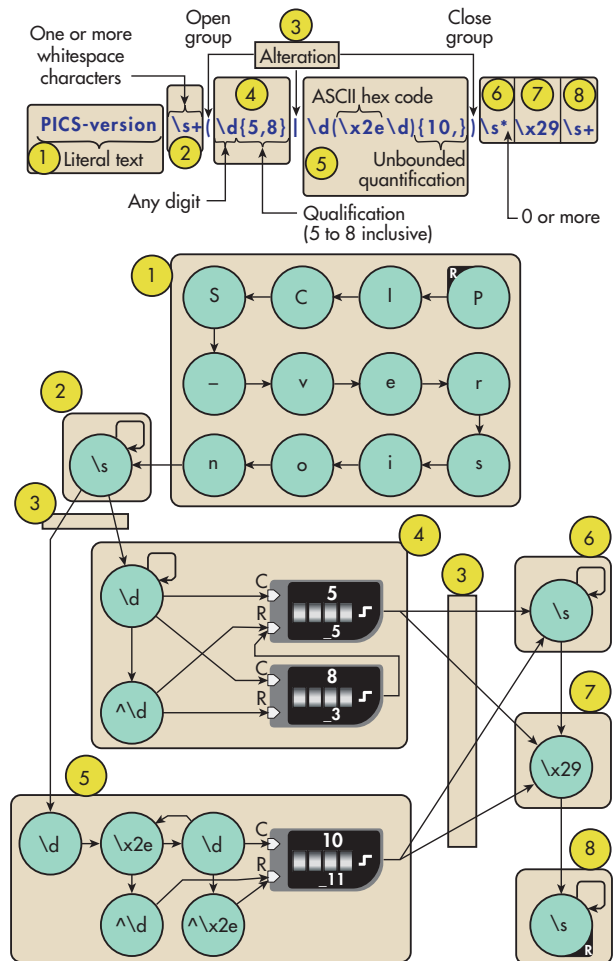 One or more
whitespace
characters
Open
group
3
Alteration
Close
group
4
ASCII hex code
6 7 8
PICS-version \s+(\d{5,8}|\d(\x2e\d){10,})\s*\x29\s+
1 Literal text
2
5
Unbounded
quantification
Any digit
Qualification
(5 to 8 inclusive)
0 or more
1
S C I P R
– v e r
n o i s
2
\s
3
4
\d
C
R
5
_5
^\d
C
R
8
_3
3
6
\s
7
\x29
5
\d \x2e \d
C
R
10
_11
^\d ^\x2e
8
\s
R